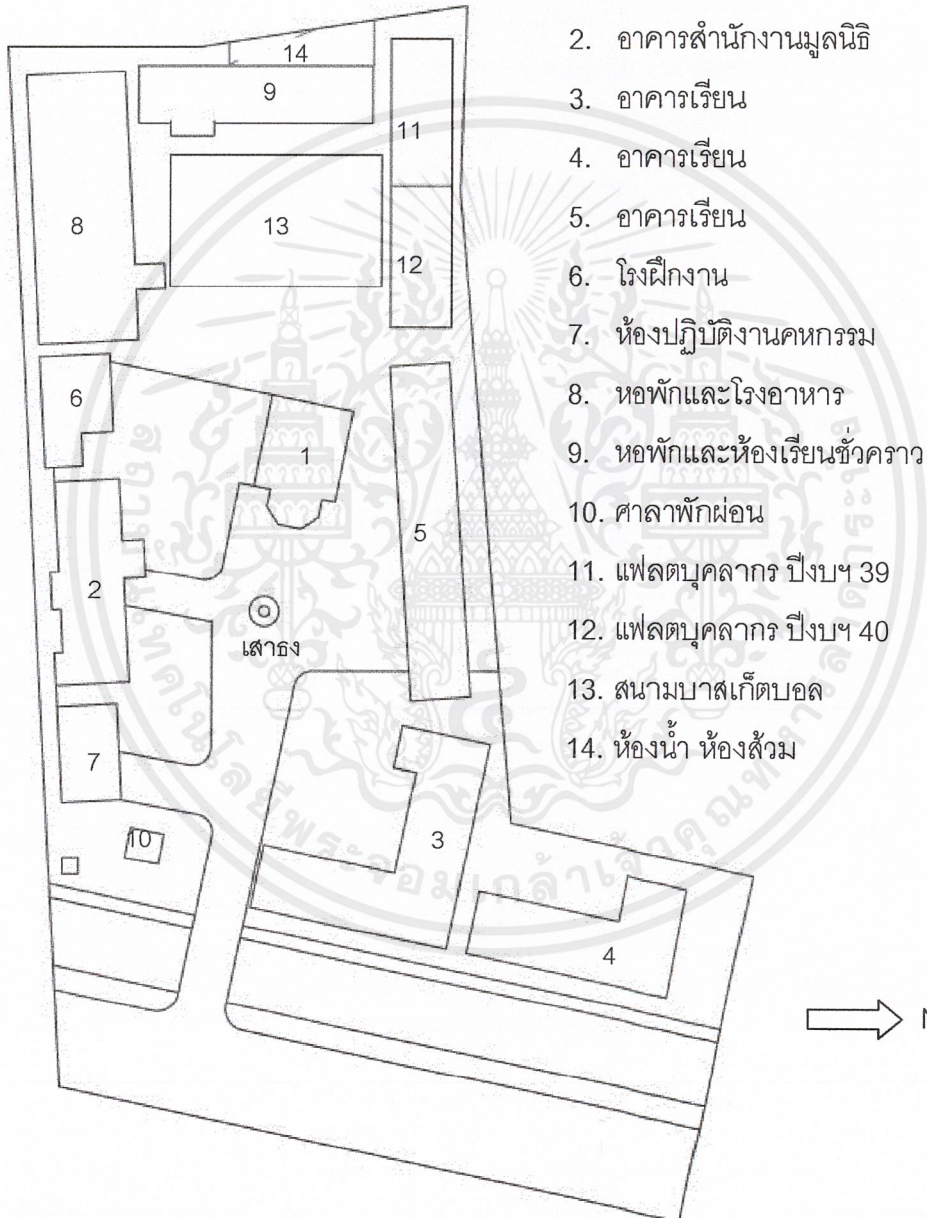 2. อาคารสำนักงานมูลนิธิ
3. อาคารเรียน
4. อาคารเรียน
5. อาคารเรียน
6. โรงฝึกงาน
7. ห้องปฏิบัติงานคหกรรม
8. หอพักและโรงอาหาร
9. หอพักและห้องเรียนชั่วคราว
10. ศาลาพักผ่อน
11. แฟลตบุคลากร ปีงบฯ 39
12. แฟลตบุคลากร ปีงบฯ 40
13. สนามบาสเก็ตบอล
14. ห้องน้ำ ห้องส้วม
14
9
11
8
13
12
6
1
5
2
เสาธง
7
10
3
4
N